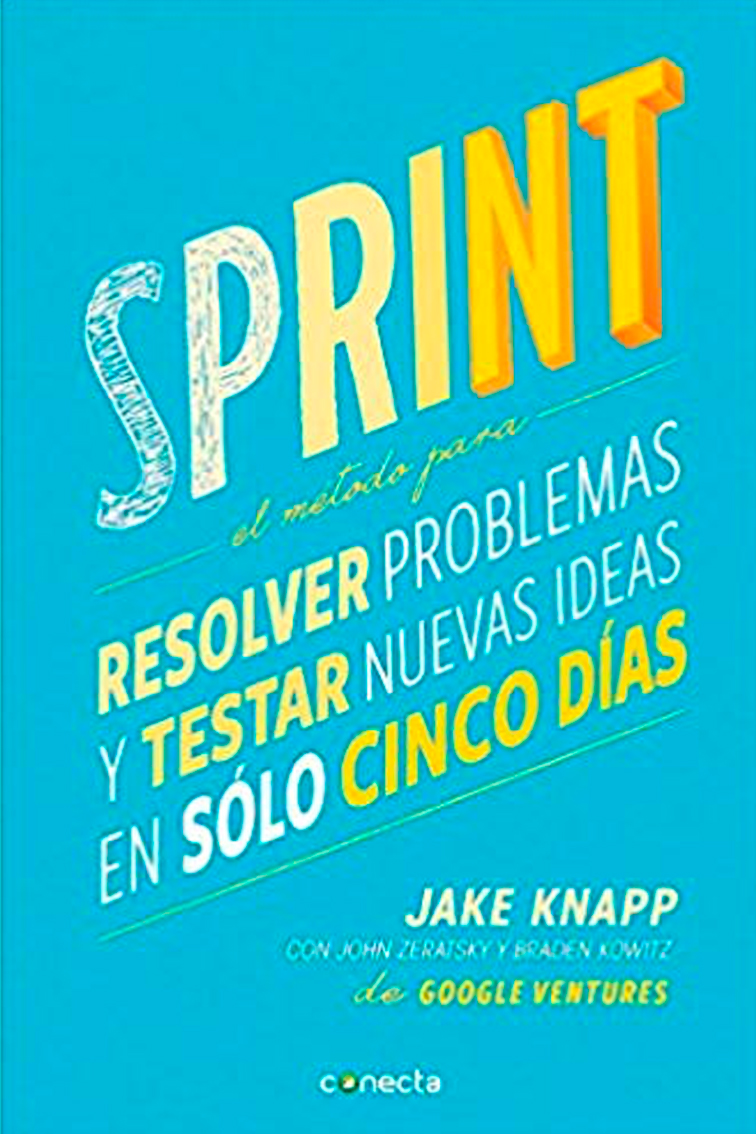 SPRINT
el método para
RESOLVER PROBLEMAS
Y TESTAR NUEVAS IDEAS
EN SÓLO CINCO DÍAS
JAKE KNAPP
CON JOHN ZERATSKY Y BRADEN KOWITZ
de GOOGLE VENTURES
conecta